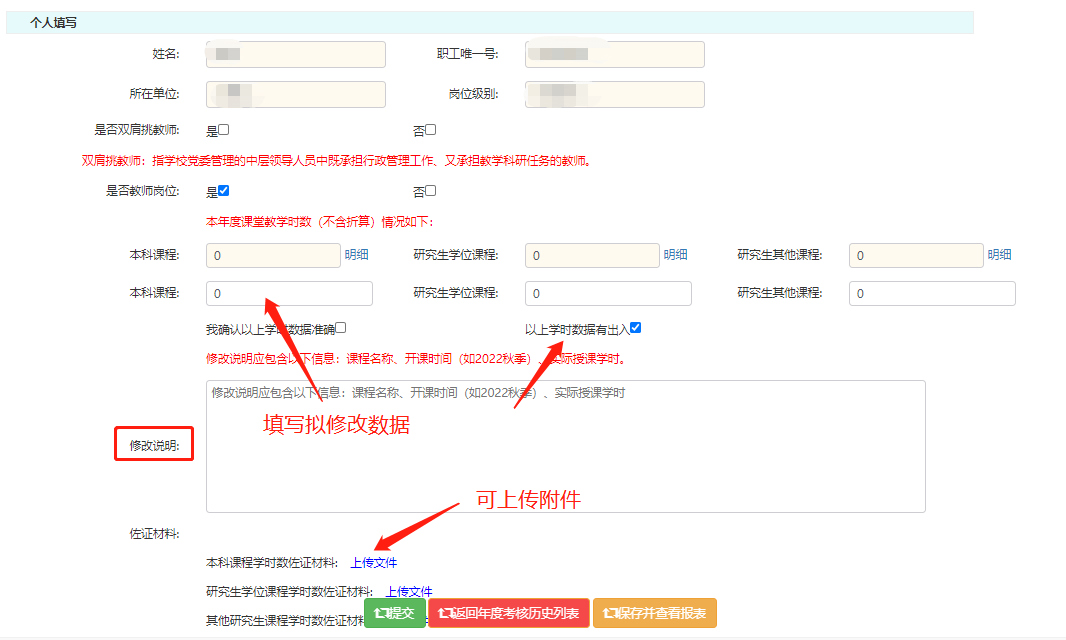 个人填写
姓名: 职工唯一号:
所在单位: 岗位级别:
是否双肩挑教师: 是 否
双肩挑教师：指学校党委管理的中层领导人员中既承担行政管理工作、又承担教学科研任务的教师。
是否教师岗位: 是 否
本年度课堂教学时数（不含折算）情况如下：
本科课程: 0 明细 研究生学位课程: 0 明细 研究生其他课程: 0 明细
本科课程: 0 研究生学位课程: 0 研究生其他课程: 0
我确认以上学时数据准确 以上学时数据有出入
修改说明应包含以下信息：课程名称、开课时间（如2022秋季）、实际授课学时。
修改说明应包含以下信息：课程名称、开课时间（如2022秋季）、实际授课学时
填写拟修改数据
修改说明:
可上传附件
佐证材料:
本科课程学时数佐证材料: 上传文件
研究生学位课程学时数佐证材料: 上传文件
其他研究生课程学时数佐证材料
提交 返回年度考核历史列表 保存并查看报表